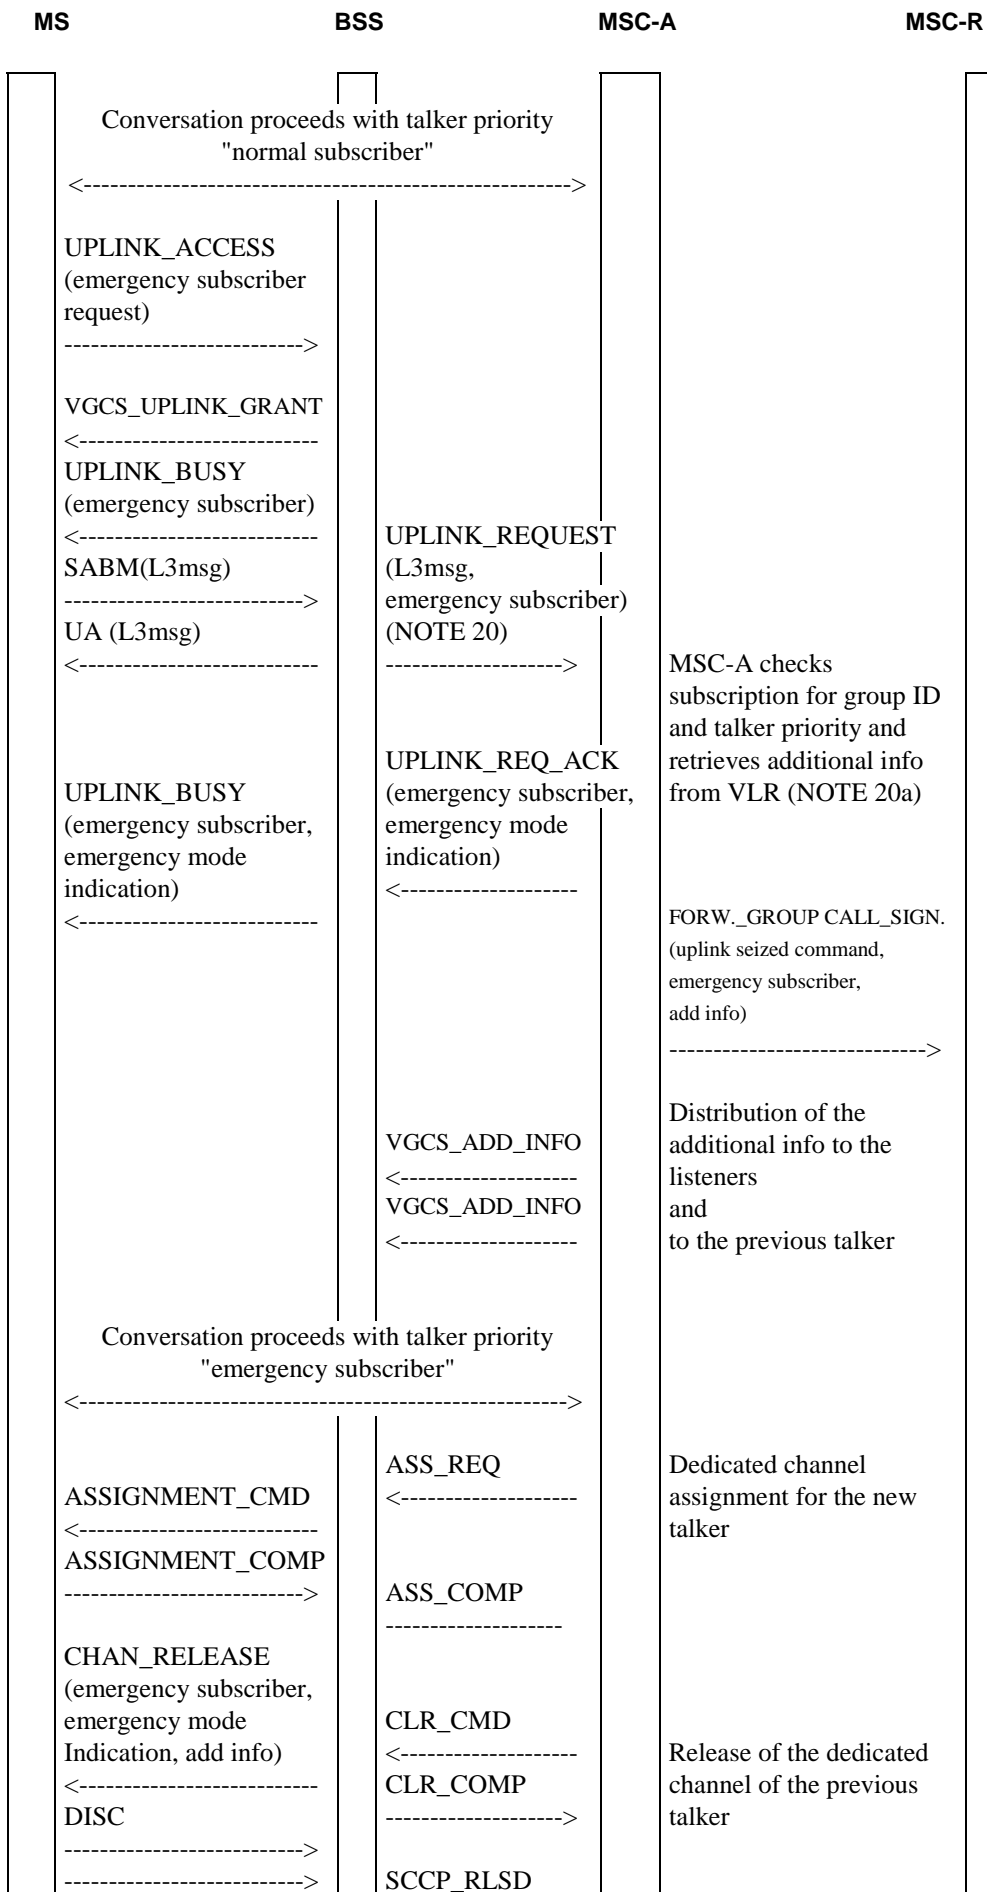 MS BSS MSC-A MSC-R
Conversation proceeds with talker priority
"normal subscriber"
<------------------------------------------------------->
UPLINK_ACCESS
(emergency subscriber
request)
--------------------------->
VGCS_UPLINK_GRANT
<---------------------------
UPLINK_BUSY
(emergency subscriber)
<---------------------------
SABM(L3msg)
--------------------------->
UA (L3msg)
<---------------------------
UPLINK_REQUEST
(L3msg,
emergency subscriber)
(NOTE 20)
-------------------->
MSC-A checks
subscription for group ID
and talker priority and
retrieves additional info
from VLR (NOTE 20a)
UPLINK_REQ_ACK
(emergency subscriber,
emergency mode
indication)
<--------------------
UPLINK_BUSY
(emergency subscriber,
emergency mode
indication)
<---------------------------
FORW._GROUP CALL_SIGN.
(uplink seized command,
emergency subscriber,
add info)
----------------------------->
VGCS_ADD_INFO
<--------------------
VGCS_ADD_INFO
<--------------------
Distribution of the
additional info to the
listeners
and
to the previous talker
Conversation proceeds with talker priority
"emergency subscriber"
<------------------------------------------------------->
ASS_REQ
<--------------------
Dedicated channel
assignment for the new
talker
ASSIGNMENT_CMD
<---------------------------
ASSIGNMENT_COMP
--------------------------->
ASS_COMP
--------------------
CHAN_RELEASE
(emergency subscriber,
emergency mode
Indication, add info)
<---------------------------
DISC
--------------------------->
--------------------------->
CLR_CMD
<--------------------
CLR_COMP
-------------------->
SCCP_RLSD
Release of the dedicated
channel of the previous
talker